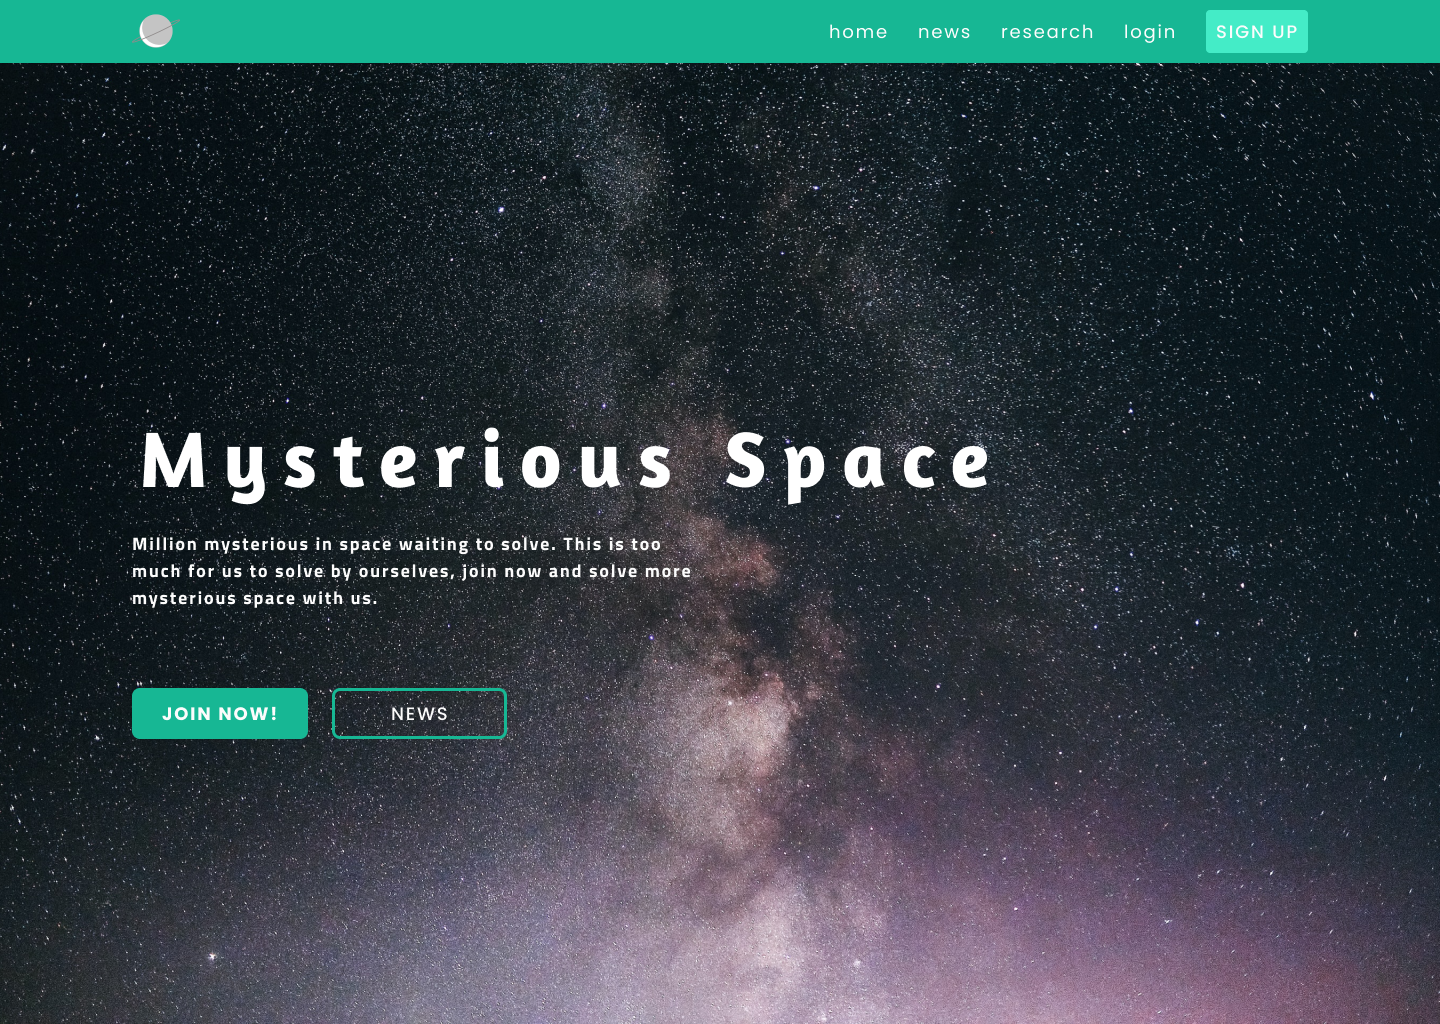 home news research login SIGN UP
Mysterious Space
Million mysterious in space waiting to solve. This is too
much for us to solve by ourselves, join now and solve more
mysterious space with us.
JOIN NOW! NEWS